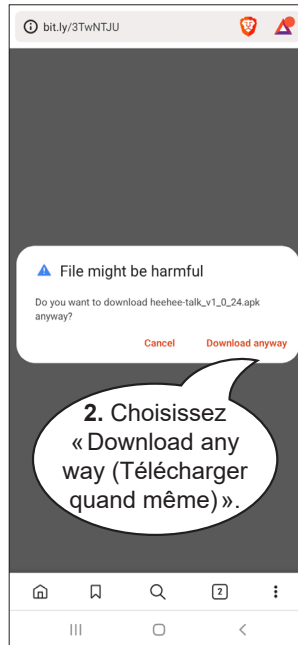 bit.ly/3TwNTJU
File might be harmful
Do you want to download heehee-talk_v1_0_24.apk
anyway?
Cancel Download anyway
2. Choisissez
« Download any
way (Télécharger
quand même) ».
2